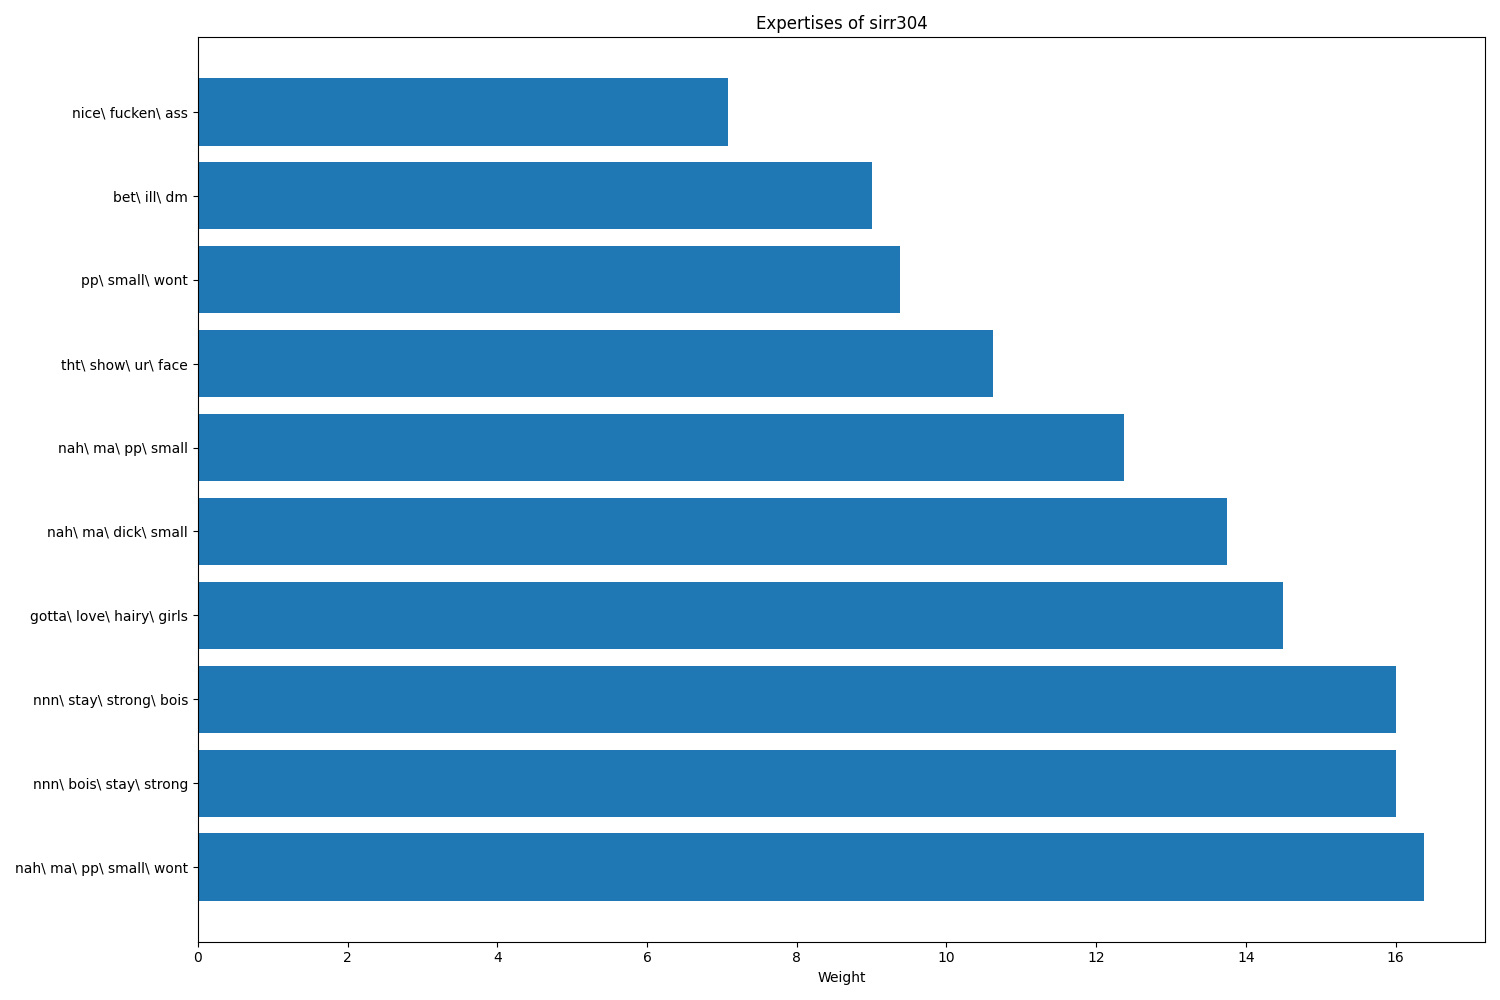 Expertises of sirr304
nice\ fucken\ ass
bet\ ill\ dm
pp\ small\ wont
tht\ show\ ur\ face
nah\ ma\ pp\ small
nah\ ma\ dick\ small
gotta\ love\ hairy\ girls
nnn\ stay\ strong\ bois
nnn\ bois\ stay\ strong
nah\ ma\ pp\ small\ wont
0 2 4 6 8 10 12 14 16
Weight